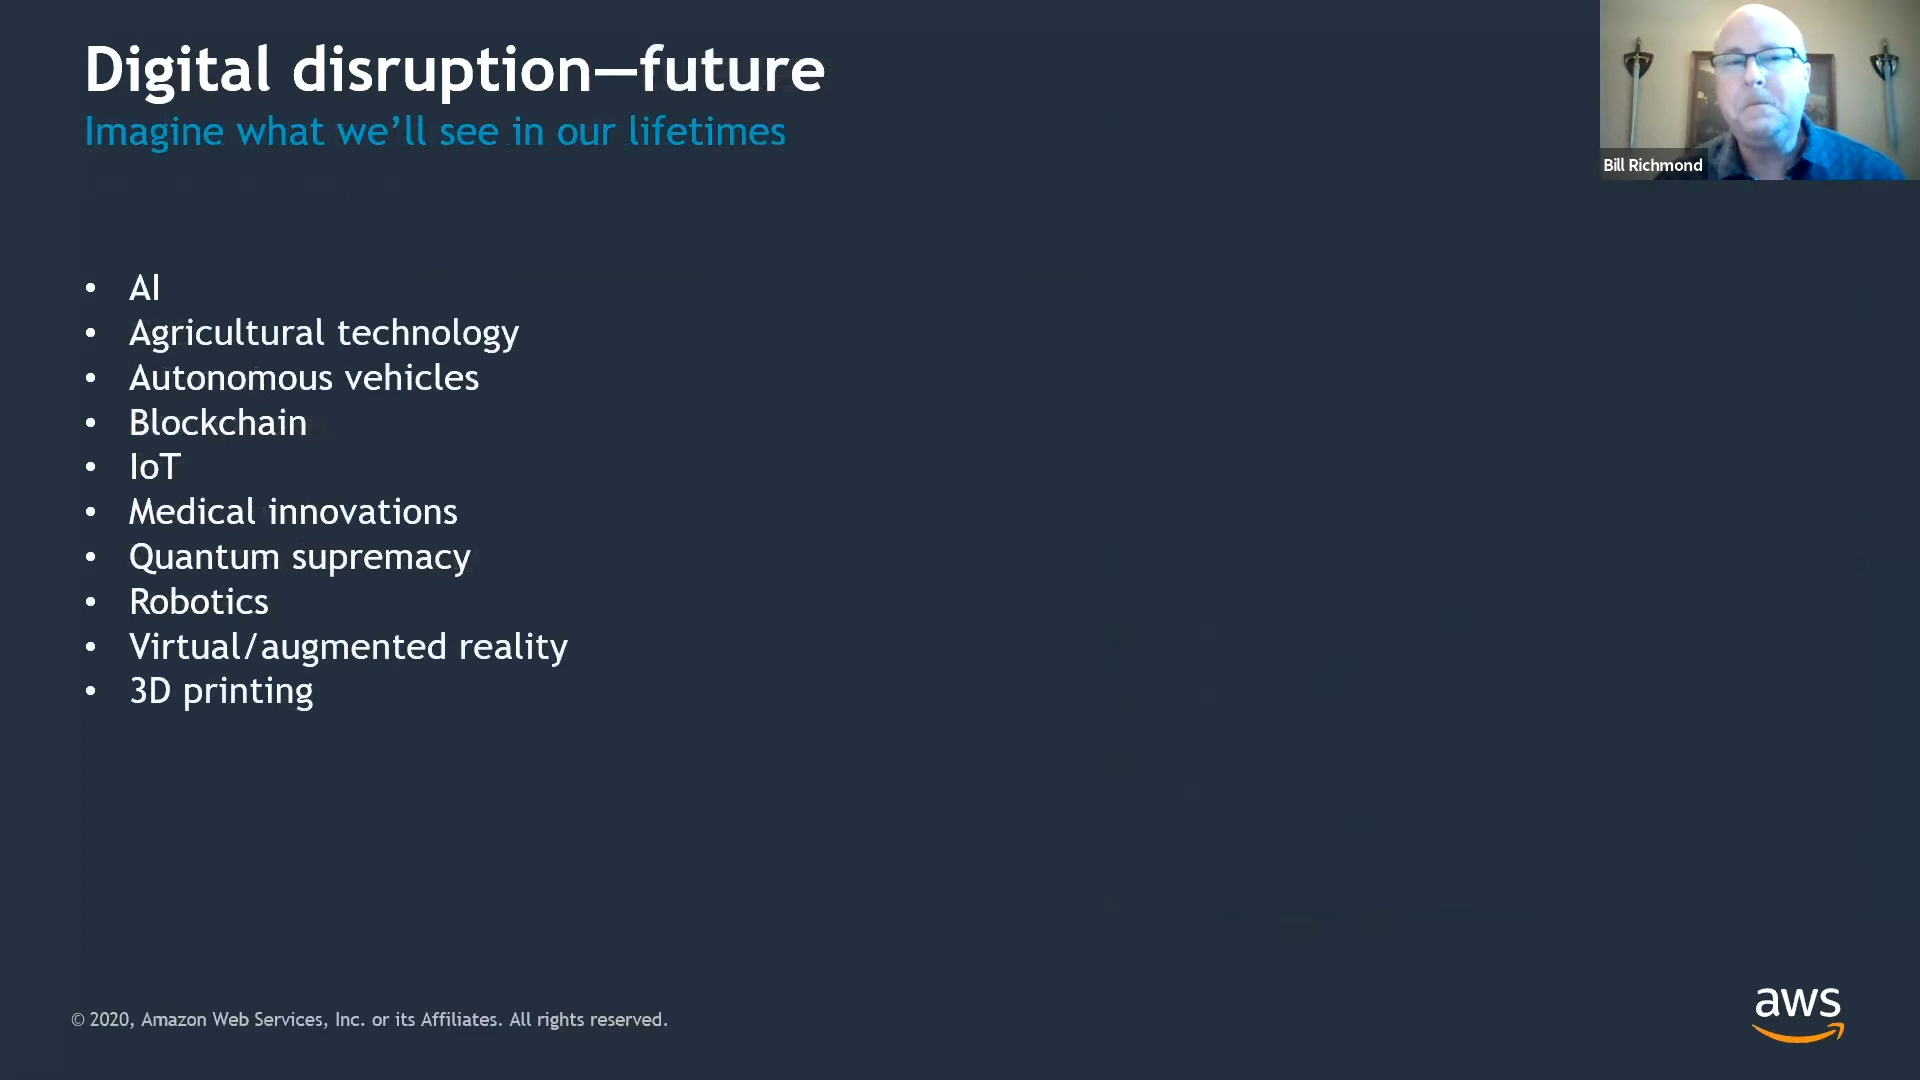 Digital disruption—future
Imagine what we’ll see in our lifetimes
Bill Richmond
• AI
• Agricultural technology
• Autonomous vehicles
• Blockchain
• IoT
• Medical innovations
• Quantum supremacy
• Robotics
• Virtual/augmented reality
• 3D printing
© 2020, Amazon Web Services, Inc. or its Affiliates. All rights reserved.
aws